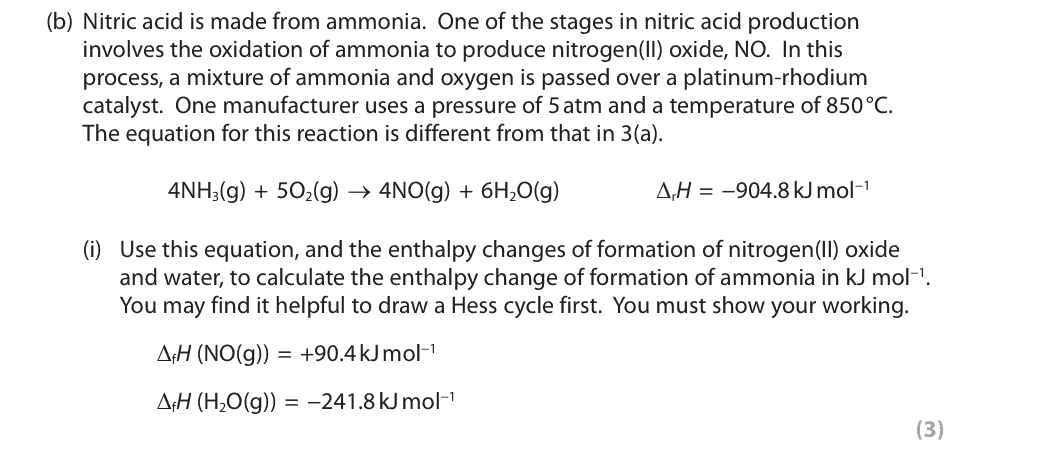 (b) Nitric acid is made from ammonia. One of the stages in nitric acid production
involves the oxidation of ammonia to produce nitrogen(II) oxide, NO. In this
process, a mixture of ammonia and oxygen is passed over a platinum-rhodium
catalyst. One manufacturer uses a pressure of 5 atm and a temperature of 850 °C.
The equation for this reaction is different from that in 3(a).
4NH₃(g) + 5O₂(g) → 4NO(g) + 6H₂O(g) ΔᵣH = −904.8 kJ mol⁻¹
(i) Use this equation, and the enthalpy changes of formation of nitrogen(II) oxide
and water, to calculate the enthalpy change of formation of ammonia in kJ mol⁻¹.
You may find it helpful to draw a Hess cycle first. You must show your working.
Δ_fH (NO(g)) = +90.4 kJ mol⁻¹
Δ_fH (H₂O(g)) = −241.8 kJ mol⁻¹
(3)